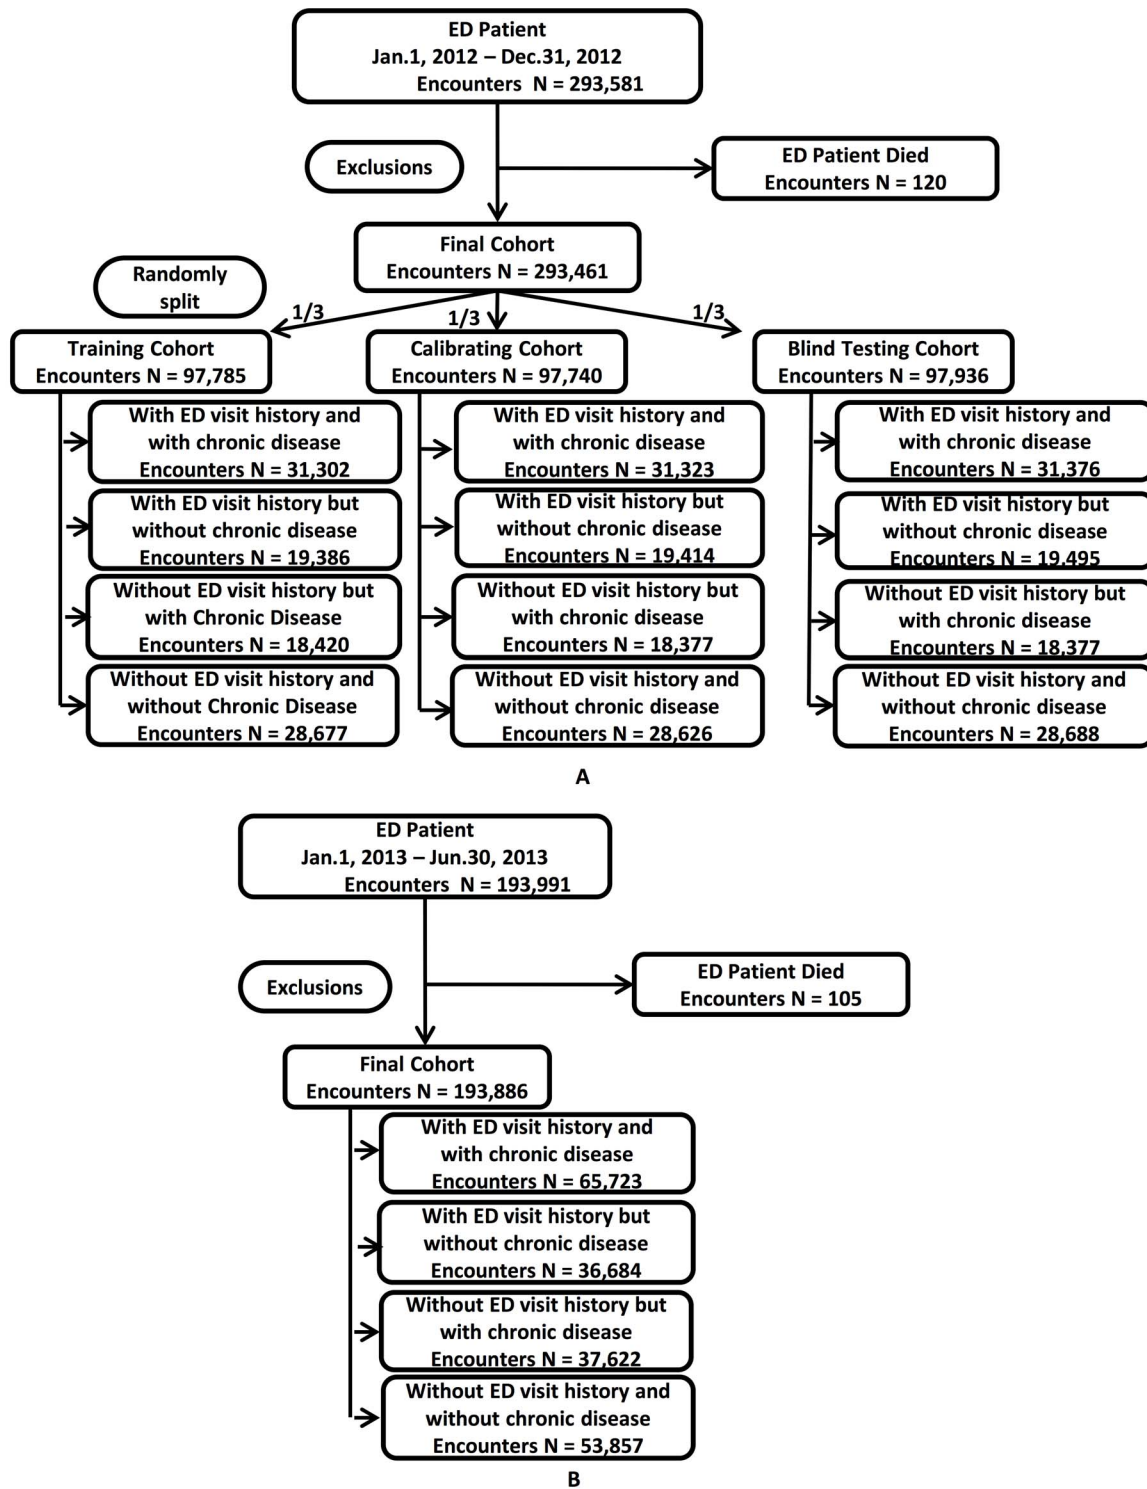 ED Patient
Jan.1, 2012 – Dec.31, 2012
Encounters N = 293,581
Exclusions
ED Patient Died
Encounters N = 120
Final Cohort
Encounters N = 293,461
Randomly
split
1/3
1/3
1/3
Training Cohort
Encounters N = 97,785
With ED visit history and
with chronic disease
Encounters N = 31,302
With ED visit history but
without chronic disease
Encounters N = 19,386
Without ED visit history but
with Chronic Disease
Encounters N = 18,420
Without ED visit history and
without Chronic Disease
Encounters N = 28,677
Calibrating Cohort
Encounters N = 97,740
With ED visit history and
with chronic disease
Encounters N = 31,323
With ED visit history but
without chronic disease
Encounters N = 19,414
Without ED visit history but
with chronic disease
Encounters N = 18,377
Without ED visit history and
without chronic disease
Encounters N = 28,626
Blind Testing Cohort
Encounters N = 97,936
With ED visit history and
with chronic disease
Encounters N = 31,376
With ED visit history but
without chronic disease
Encounters N = 19,495
Without ED visit history but
with chronic disease
Encounters N = 18,377
Without ED visit history and
without chronic disease
Encounters N = 28,688
A
ED Patient
Jan.1, 2013 – Jun.30, 2013
Encounters N = 193,991
Exclusions
ED Patient Died
Encounters N = 105
Final Cohort
Encounters N = 193,886
With ED visit history and
with chronic disease
Encounters N = 65,723
With ED visit history but
without chronic disease
Encounters N = 36,684
Without ED visit history but
with chronic disease
Encounters N = 37,622
Without ED visit history and
without chronic disease
Encounters N = 53,857
B